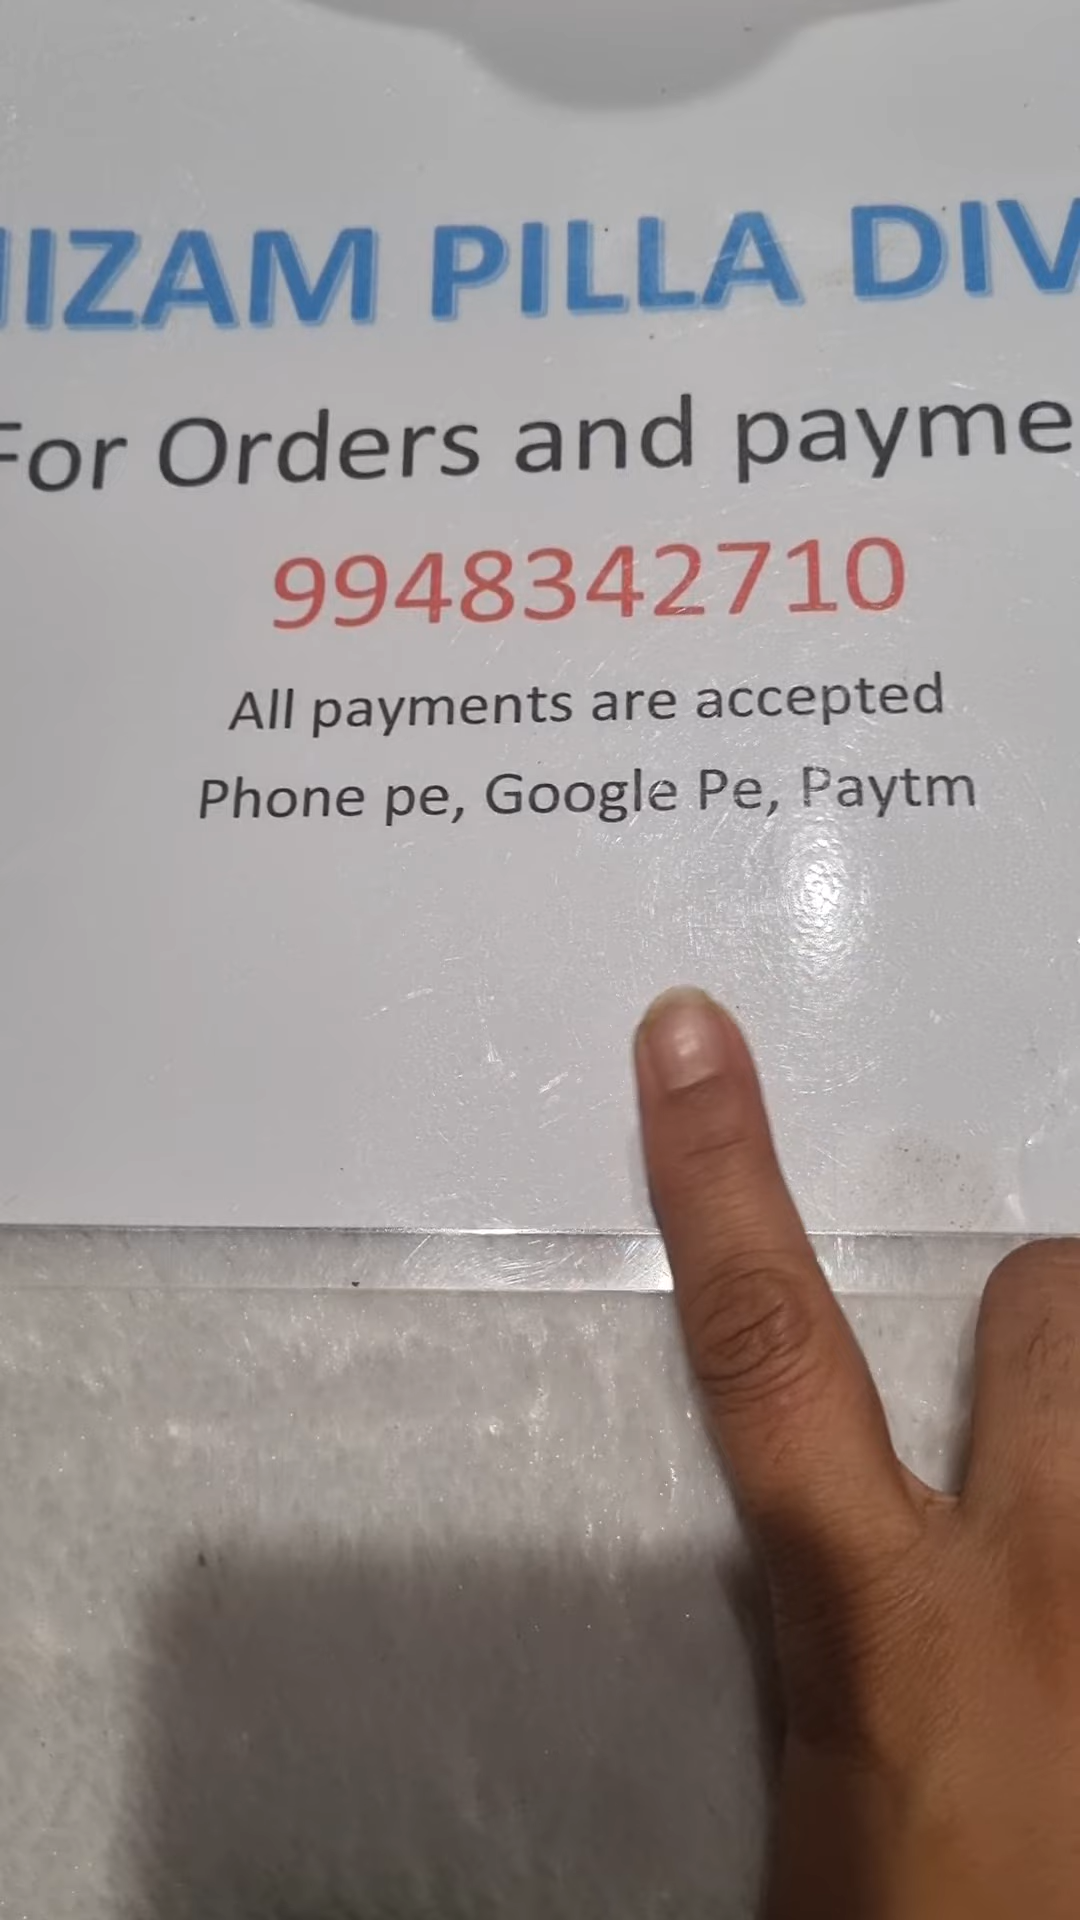 IZAM PILLA DIV
For Orders and payme
9948342710
All payments are accepted
Phone pe, Google Pe, Paytm